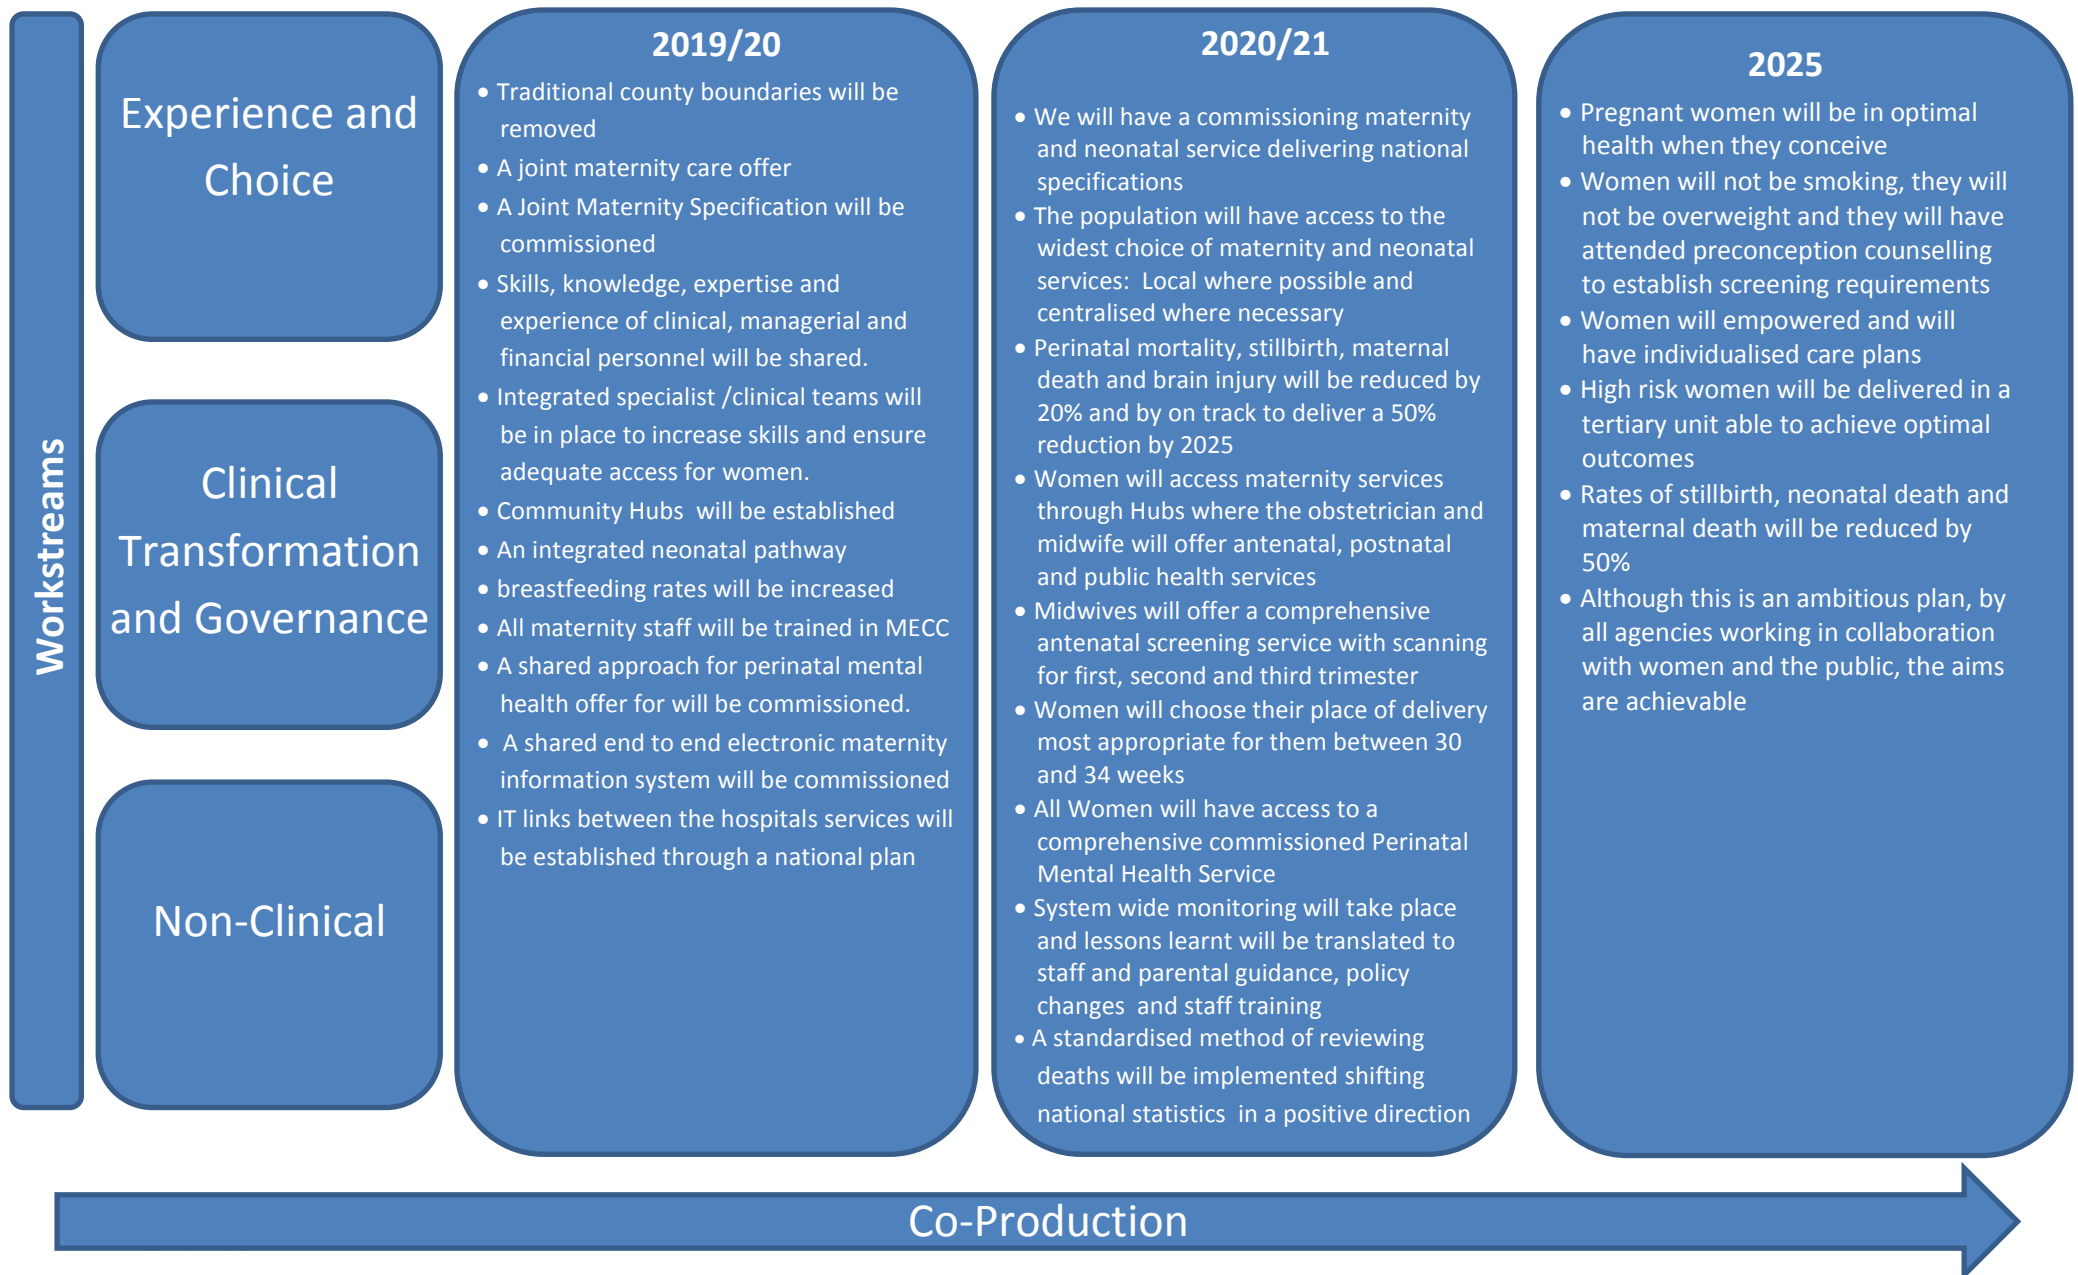 Workstreams
Experience and
Choice
Clinical
Transformation
and Governance
Non-Clinical
2019/20
• Traditional county boundaries will be
removed
• A joint maternity care offer
• A Joint Maternity Specification will be
commissioned
• Skills, knowledge, expertise and
experience of clinical, managerial and
financial personnel will be shared.
• Integrated specialist /clinical teams will
be in place to increase skills and ensure
adequate access for women.
• Community Hubs  will be established
• An integrated neonatal pathway
• breastfeeding rates will be increased
• All maternity staff will be trained in MECC
• A shared approach for perinatal mental
health offer for will be commissioned.
•  A shared end to end electronic maternity
information system will be commissioned
• IT links between the hospitals services will
be established through a national plan
2020/21
• We will have a commissioning maternity
and neonatal service delivering national
specifications
• The population will have access to the
widest choice of maternity and neonatal
services:  Local where possible and
centralised where necessary
• Perinatal mortality, stillbirth, maternal
death and brain injury will be reduced by
20% and by on track to deliver a 50%
reduction by 2025
• Women will access maternity services
through Hubs where the obstetrician and
midwife will offer antenatal, postnatal
and public health services
• Midwives will offer a comprehensive
antenatal screening service with scanning
for first, second and third trimester
• Women will choose their place of delivery
most appropriate for them between 30
and 34 weeks
• All Women will have access to a
comprehensive commissioned Perinatal
Mental Health Service
• System wide monitoring will take place
and lessons learnt will be translated to
staff and parental guidance, policy
changes  and staff training
• A standardised method of reviewing
deaths will be implemented shifting
national statistics  in a positive direction
2025
• Pregnant women will be in optimal
health when they conceive
• Women will not be smoking, they will
not be overweight and they will have
attended preconception counselling
to establish screening requirements
• Women will empowered and will
have individualised care plans
• High risk women will be delivered in a
tertiary unit able to achieve optimal
outcomes
• Rates of stillbirth, neonatal death and
maternal death will be reduced by
50%
• Although this is an ambitious plan, by
all agencies working in collaboration
with women and the public, the aims
are achievable
Co-Production